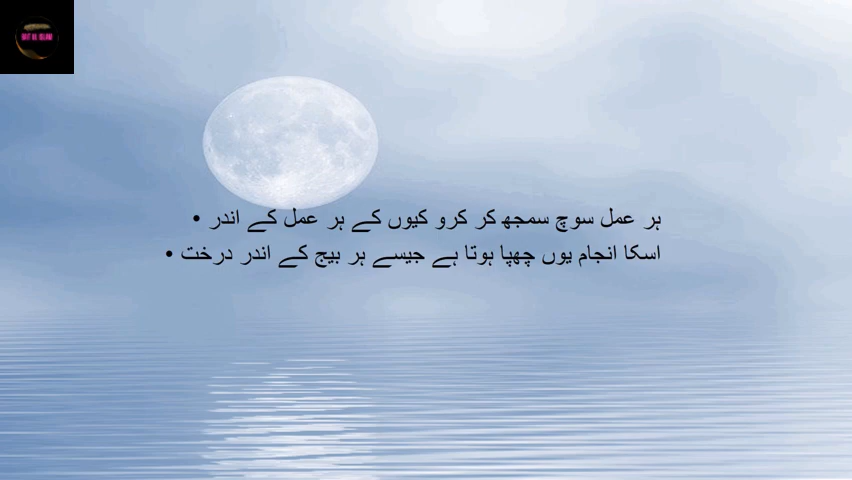 ہر عمل سوچ سمجھ کر کرو کیوں کے ہر عمل کے اندر •
اسکا انجام یوں چھپا ہوتا ہے جیسے ہر بیج کے اندر درخت •